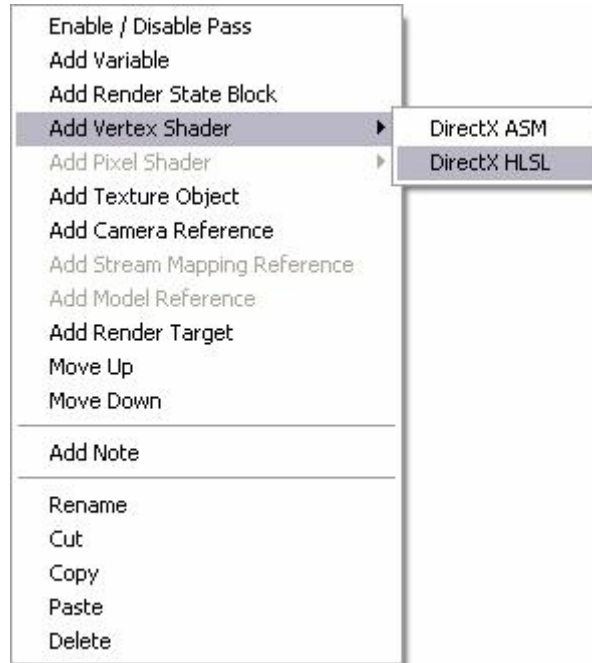 Enable / Disable Pass
Add Variable
Add Render State Block
Add Vertex Shader
DirectX ASM
Add Pixel Shader
DirectX HLSL
Add Texture Object
Add Camera Reference
Add Stream Mapping Reference
Add Model Reference
Add Render Target
Move Up
Move Down
Add Note
Rename
Cut
Copy
Paste
Delete